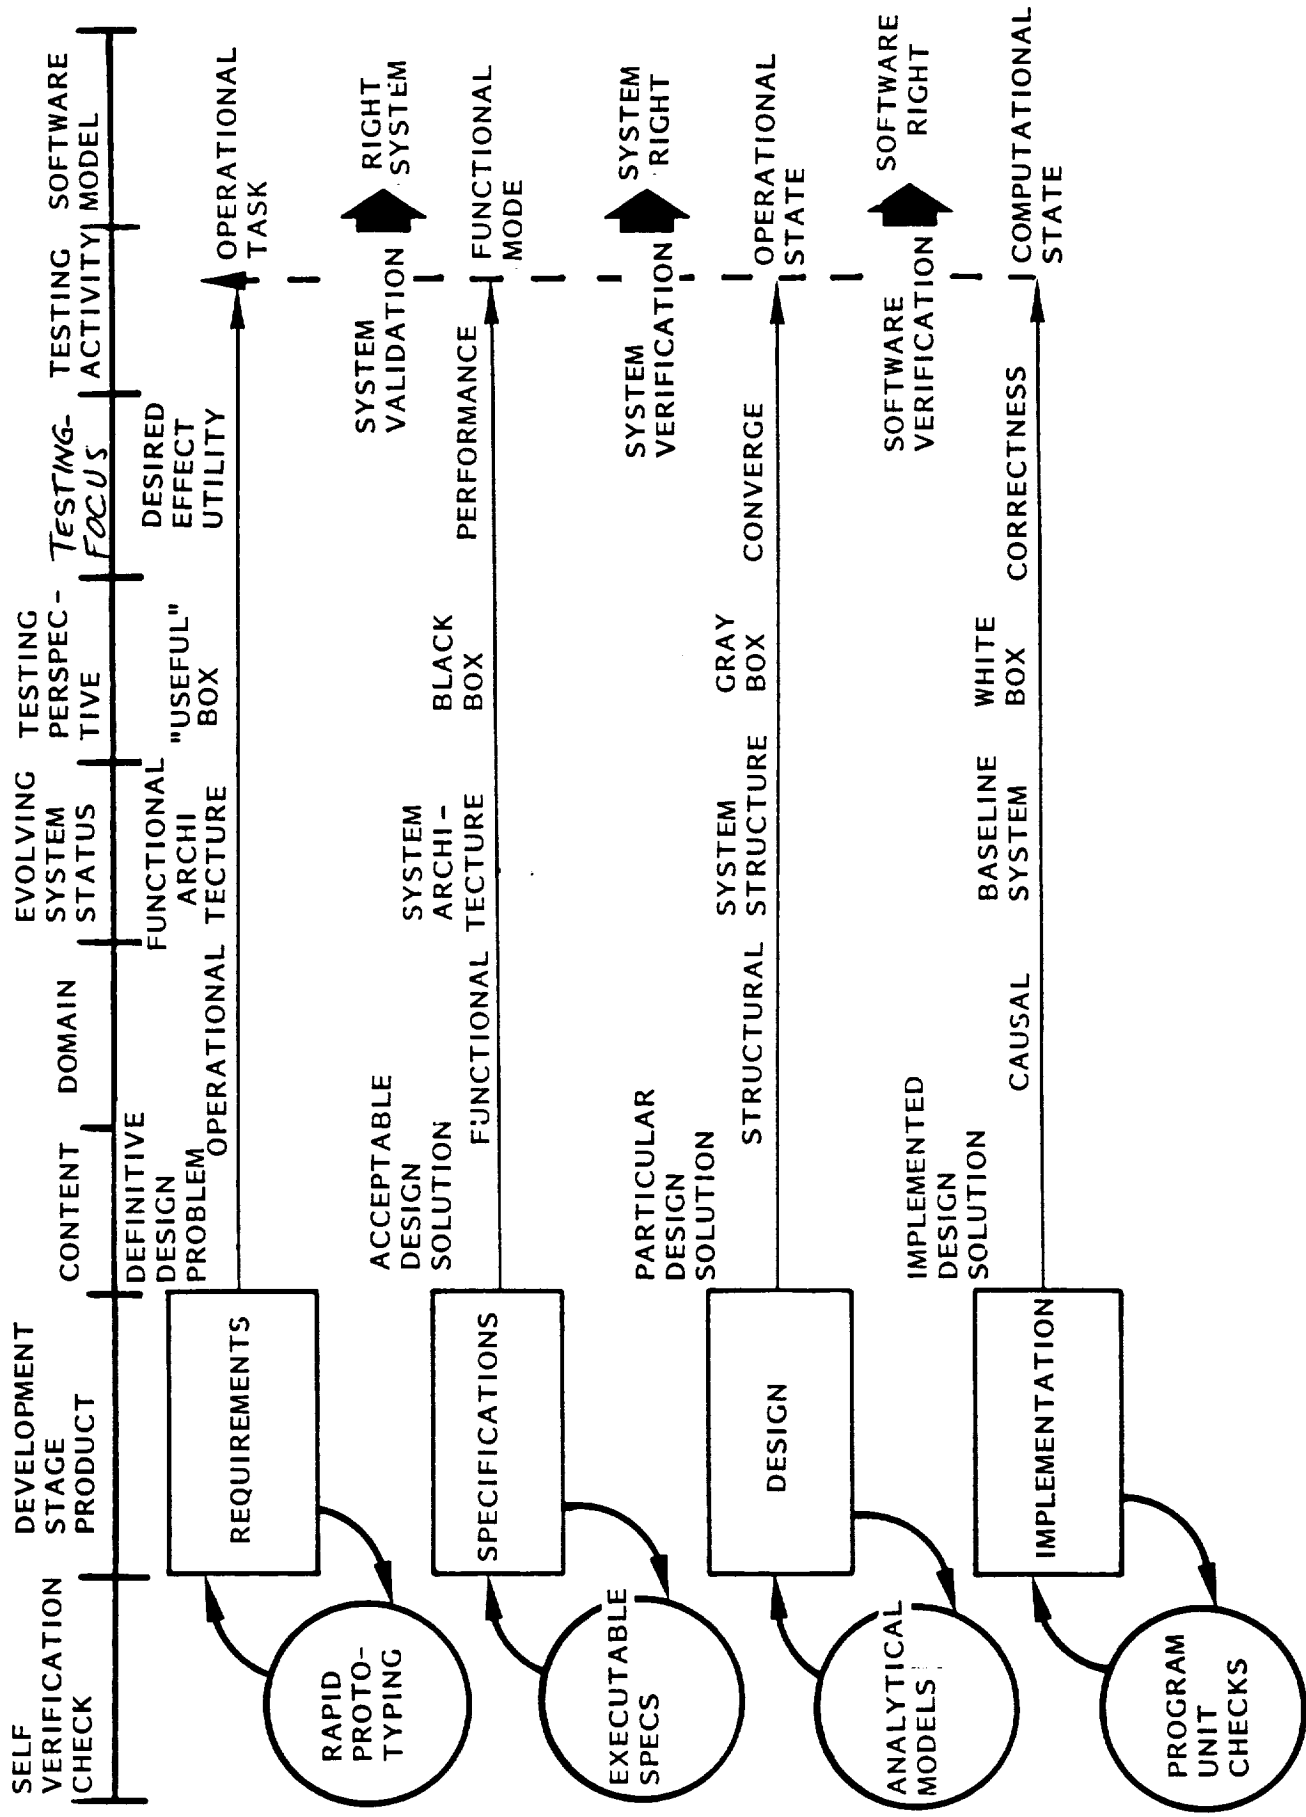 SELF
VERIFICATION
CHECK
DEVELOPMENT
STAGE
PRODUCT
CONTENT
DOMAIN
EVOLVING
SYSTEM
STATUS
TESTING
PERSPEC-
TIVE
TESTING-
FOCUS
TESTING
ACTIVITY
SOFTWARE
MODEL
RAPID
PROTO-
TYPING
REQUIREMENTS
DEFINITIVE
DESIGN
PROBLEM
OPERATIONAL
FUNCTIONAL
ARCHI
TECTURE
"USEFUL"
BOX
DESIRED
EFFECT
UTILITY
OPERATIONAL
TASK
SYSTEM
VALIDATION
RIGHT
SYSTEM
EXECUTABLE
SPECS
SPECIFICATIONS
ACCEPTABLE
DESIGN
SOLUTION
FUNCTIONAL
SYSTEM
ARCHI-
TECTURE
BLACK
BOX
PERFORMANCE
FUNCTIONAL
MODE
SYSTEM
VERIFICATION
SYSTEM
RIGHT
ANALYTICAL
MODELS
DESIGN
PARTICULAR
DESIGN
SOLUTION
STRUCTURAL
SYSTEM
STRUCTURE
GRAY
BOX
CONVERGE
OPERATIONAL
STATE
SOFTWARE
VERIFICATION
SOFTWARE
RIGHT
PROGRAM
UNIT
CHECKS
IMPLEMENTATION
IMPLEMENTED
DESIGN
SOLUTION
CAUSAL
BASELINE
SYSTEM
WHITE
BOX
CORRECTNESS
COMPUTATIONAL
STATE